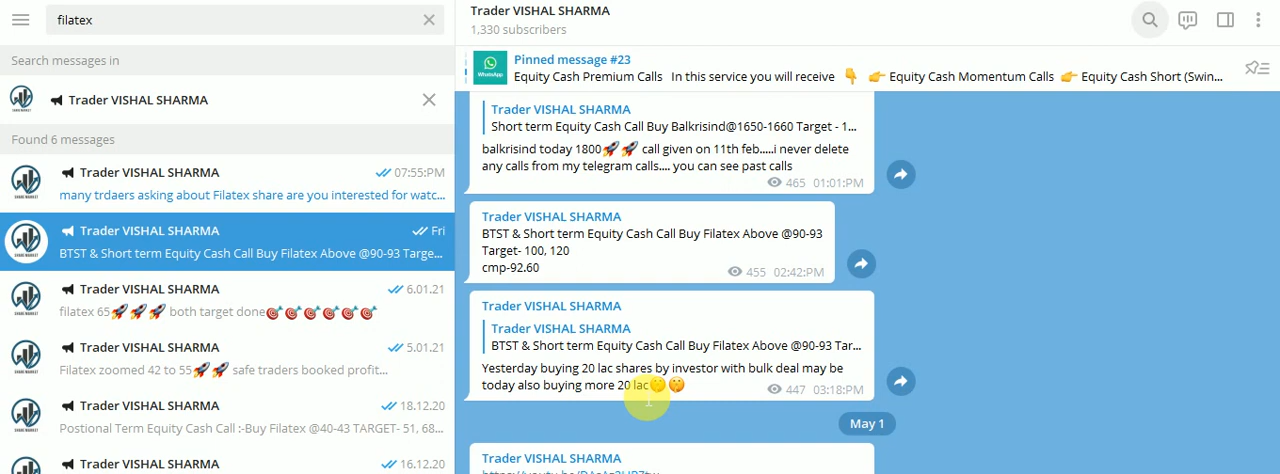 filatex
Search messages in
Trader VISHAL SHARMA
Found 6 messages
Trader VISHAL SHARMA 07:55:PM
many trdaers asking about Filatex share are you interested for watc...
Trader VISHAL SHARMA Fri
BTST & Short term Equity Cash Call Buy Filatex Above @90-93 Targe...
Trader VISHAL SHARMA 6.01.21
filatex 65🚀🚀🚀 both target done🎯🎯🎯🎯🎯🎯
Trader VISHAL SHARMA 5.01.21
Filatex zoomed 42 to 55🚀🚀 safe traders booked profit...
Trader VISHAL SHARMA 18.12.20
Postional Term Equity Cash Call :-Buy Filatex @40-43 TARGET- 51, 68...
Trader VISHAL SHARMA 16.12.20
Trader VISHAL SHARMA
1,330 subscribers
Pinned message #23
WhatsApp
Equity Cash Premium Calls In this service you will receive 👇 👉 Equity Cash Momentum Calls 👉 Equity Cash Short (Swin...
Trader VISHAL SHARMA
Short term Equity Cash Call Buy Balkrisind@1650-1660 Target - 1...
balkrisind today 1800🚀🚀 call given on 11th feb.....i never delete
any calls from my telegram calls.... you can see past calls
465 01:01:PM
Trader VISHAL SHARMA
BTST & Short term Equity Cash Call Buy Filatex Above @90-93
Target- 100, 120
cmp-92.60
455 02:42:PM
Trader VISHAL SHARMA
Trader VISHAL SHARMA
BTST & Short term Equity Cash Call Buy Filatex Above @90-93 Tar...
Yesterday buying 20 lac shares by investor with bulk deal may be
today also buying more 20 lac🤫🤫
447 03:18:PM
May 1
Trader VISHAL SHARMA